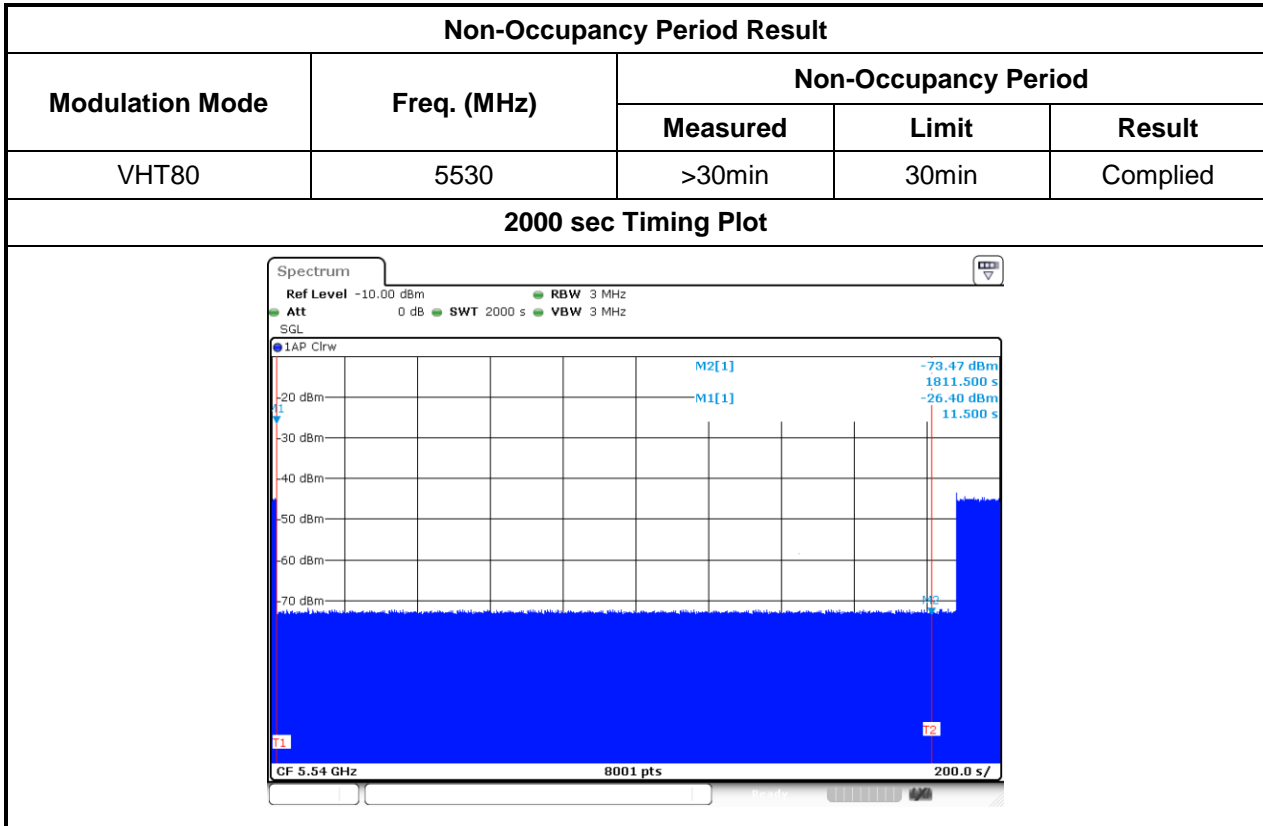 Non-Occupancy Period Result
Modulation Mode
Freq. (MHz)
Non-Occupancy Period
Measured
Limit
Result
VHT80
5530
>30min
30min
Complied
2000 sec Timing Plot
Spectrum
Ref Level -10.00 dBm
RBW 3 MHz
Att 0 dB SWT 2000 s VBW 3 MHz
SGL
1AP Clrw
M2[1] -73.47 dBm
1811.500 s
M1[1] -26.40 dBm
11.500 s
-20 dBm
M1
-30 dBm
-40 dBm
-50 dBm
-60 dBm
-70 dBm
M2
T1
T2
CF 5.54 GHz
8001 pts
200.0 s/
Ready